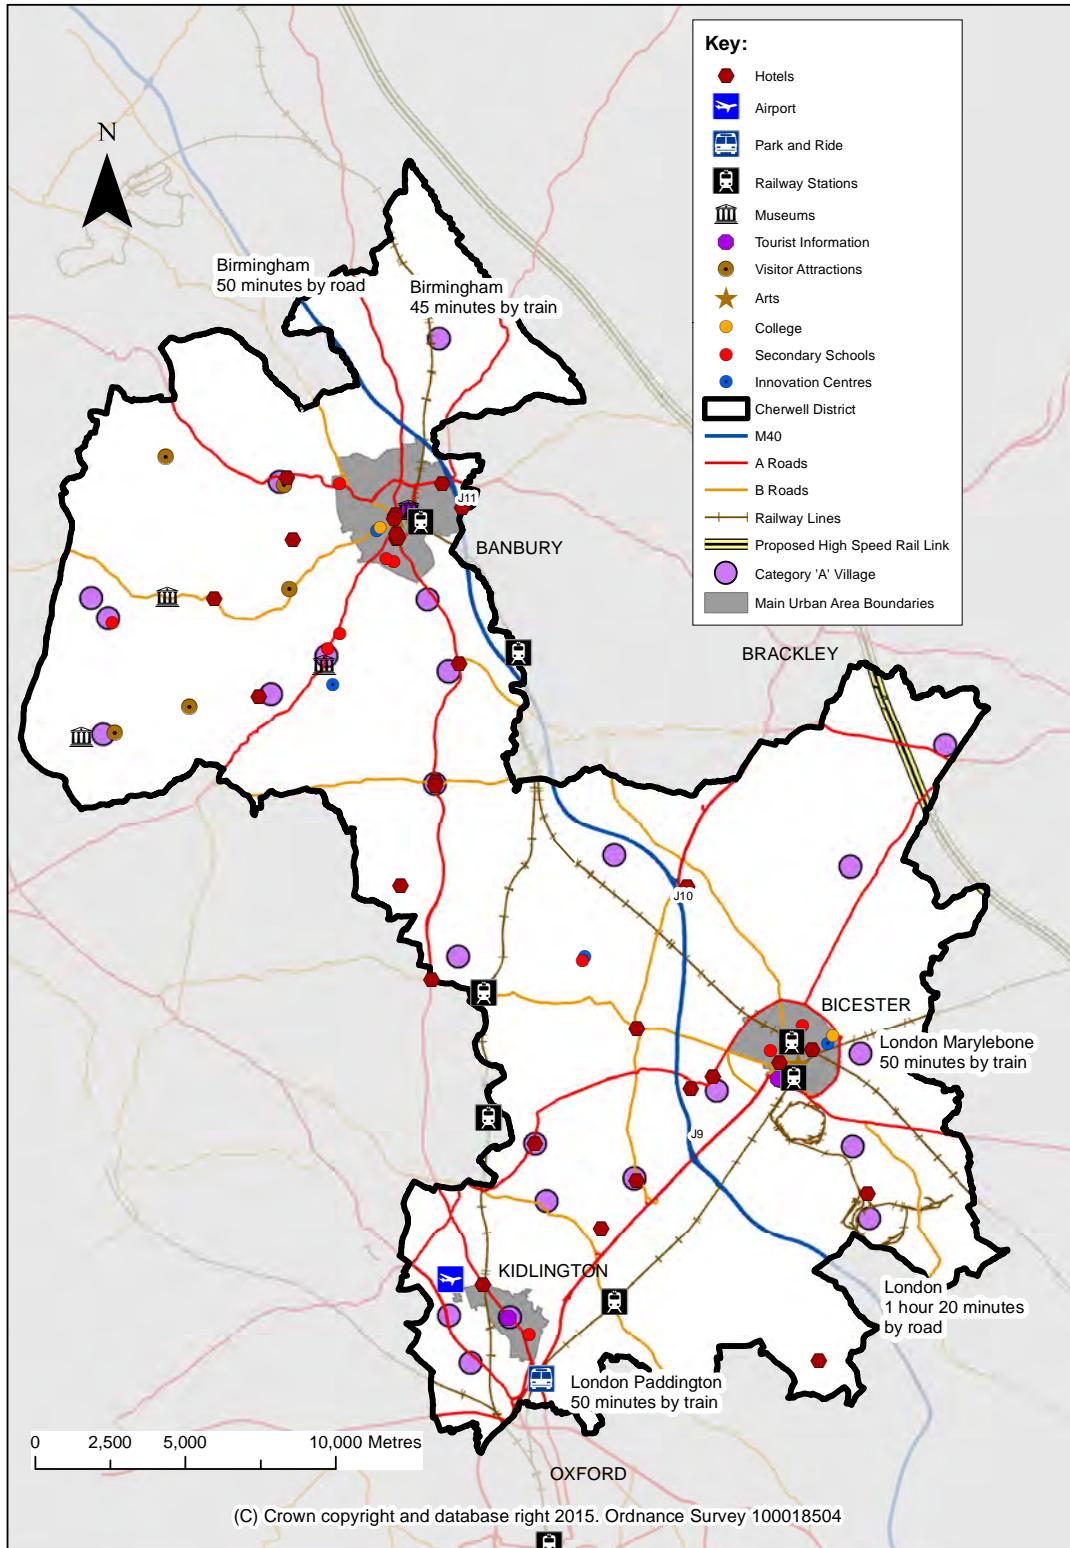 Key:
Hotels
Airport
Park and Ride
Railway Stations
Museums
Tourist Information
Visitor Attractions
Arts
College
Secondary Schools
Innovation Centres
Cherwell District
M40
A Roads
B Roads
Railway Lines
Proposed High Speed Rail Link
Category 'A' Village
Main Urban Area Boundaries
N
Birmingham
50 minutes by road
Birmingham
45 minutes by train
J11
BANBURY
BRACKLEY
J10
BICESTER
London Marylebone
50 minutes by train
J9
KIDLINGTON
London
1 hour 20 minutes
by road
London Paddington
50 minutes by train
0 2,500 5,000 10,000 Metres
OXFORD
(C) Crown copyright and database right 2015. Ordnance Survey 100018504